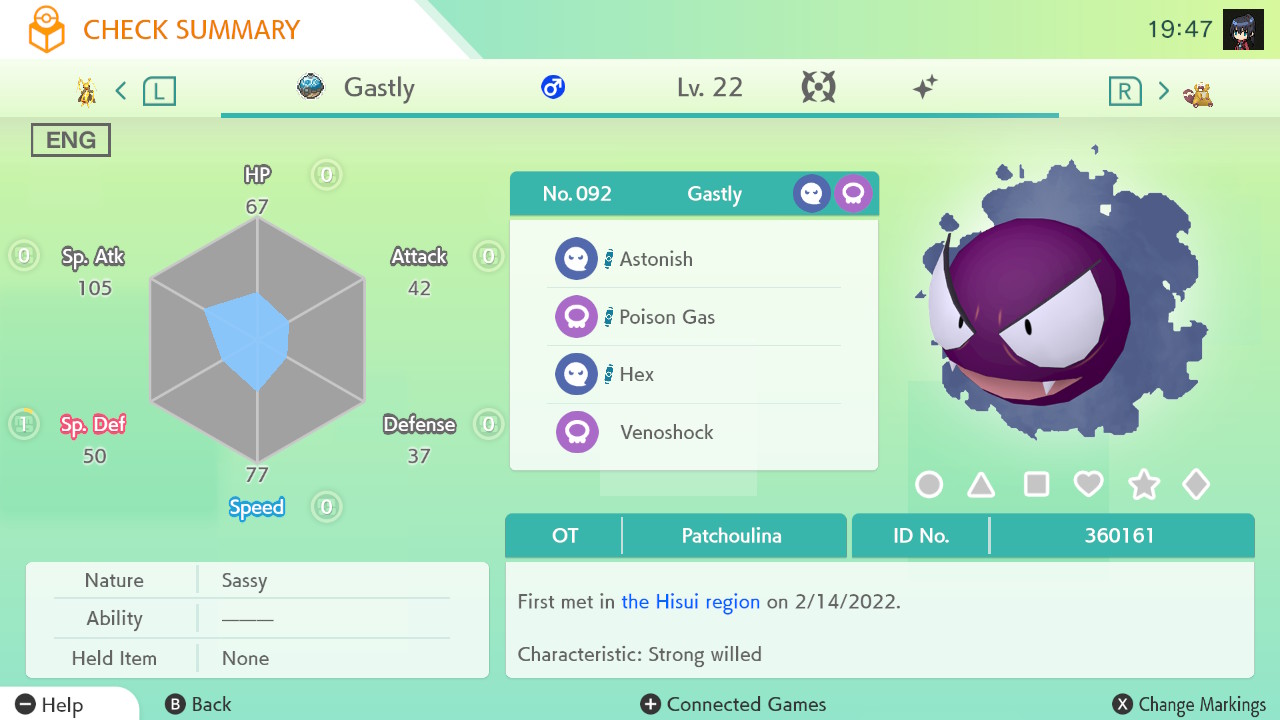 CHECK SUMMARY
19:47
L
Gastly
Lv. 22
R
ENG
HP 0
67
0 Sp. Atk
105
Attack 0
42
1 Sp. Def
50
Defense 0
37
77
Speed 0
No. 092 Gastly
Astonish
Poison Gas
Hex
Venoshock
OT Patchoulina ID No. 360161
First met in the Hisui region on 2/14/2022.
Characteristic: Strong willed
Nature Sassy
Ability ———
Held Item None
− Help
B Back
+ Connected Games
X Change Markings